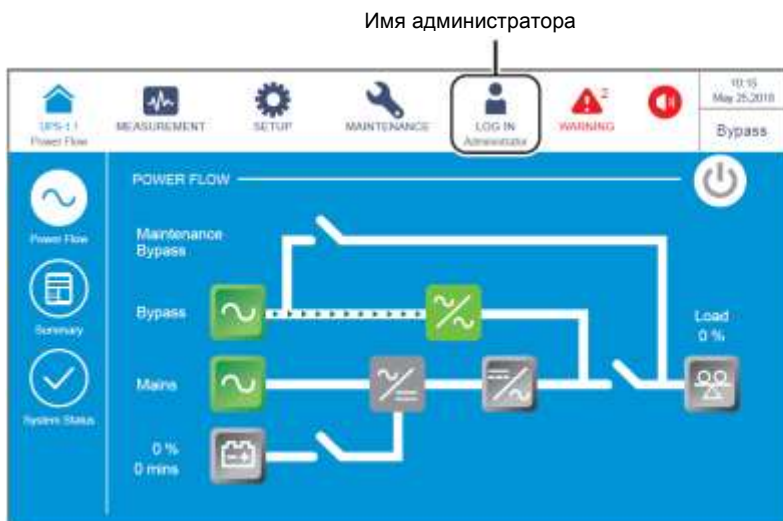 Имя администратора
10:15
May 25,2018
UPS-1.1
MEASUREMENT
SETUP
MAINTENANCE
LOG IN
WARNING
2
Power Flow
Administrator
Bypass
POWER FLOW
Power Flow
Maintenance
Bypass
Bypass
Load
0 %
Summary
Mains
System Status
0 %
0 mins